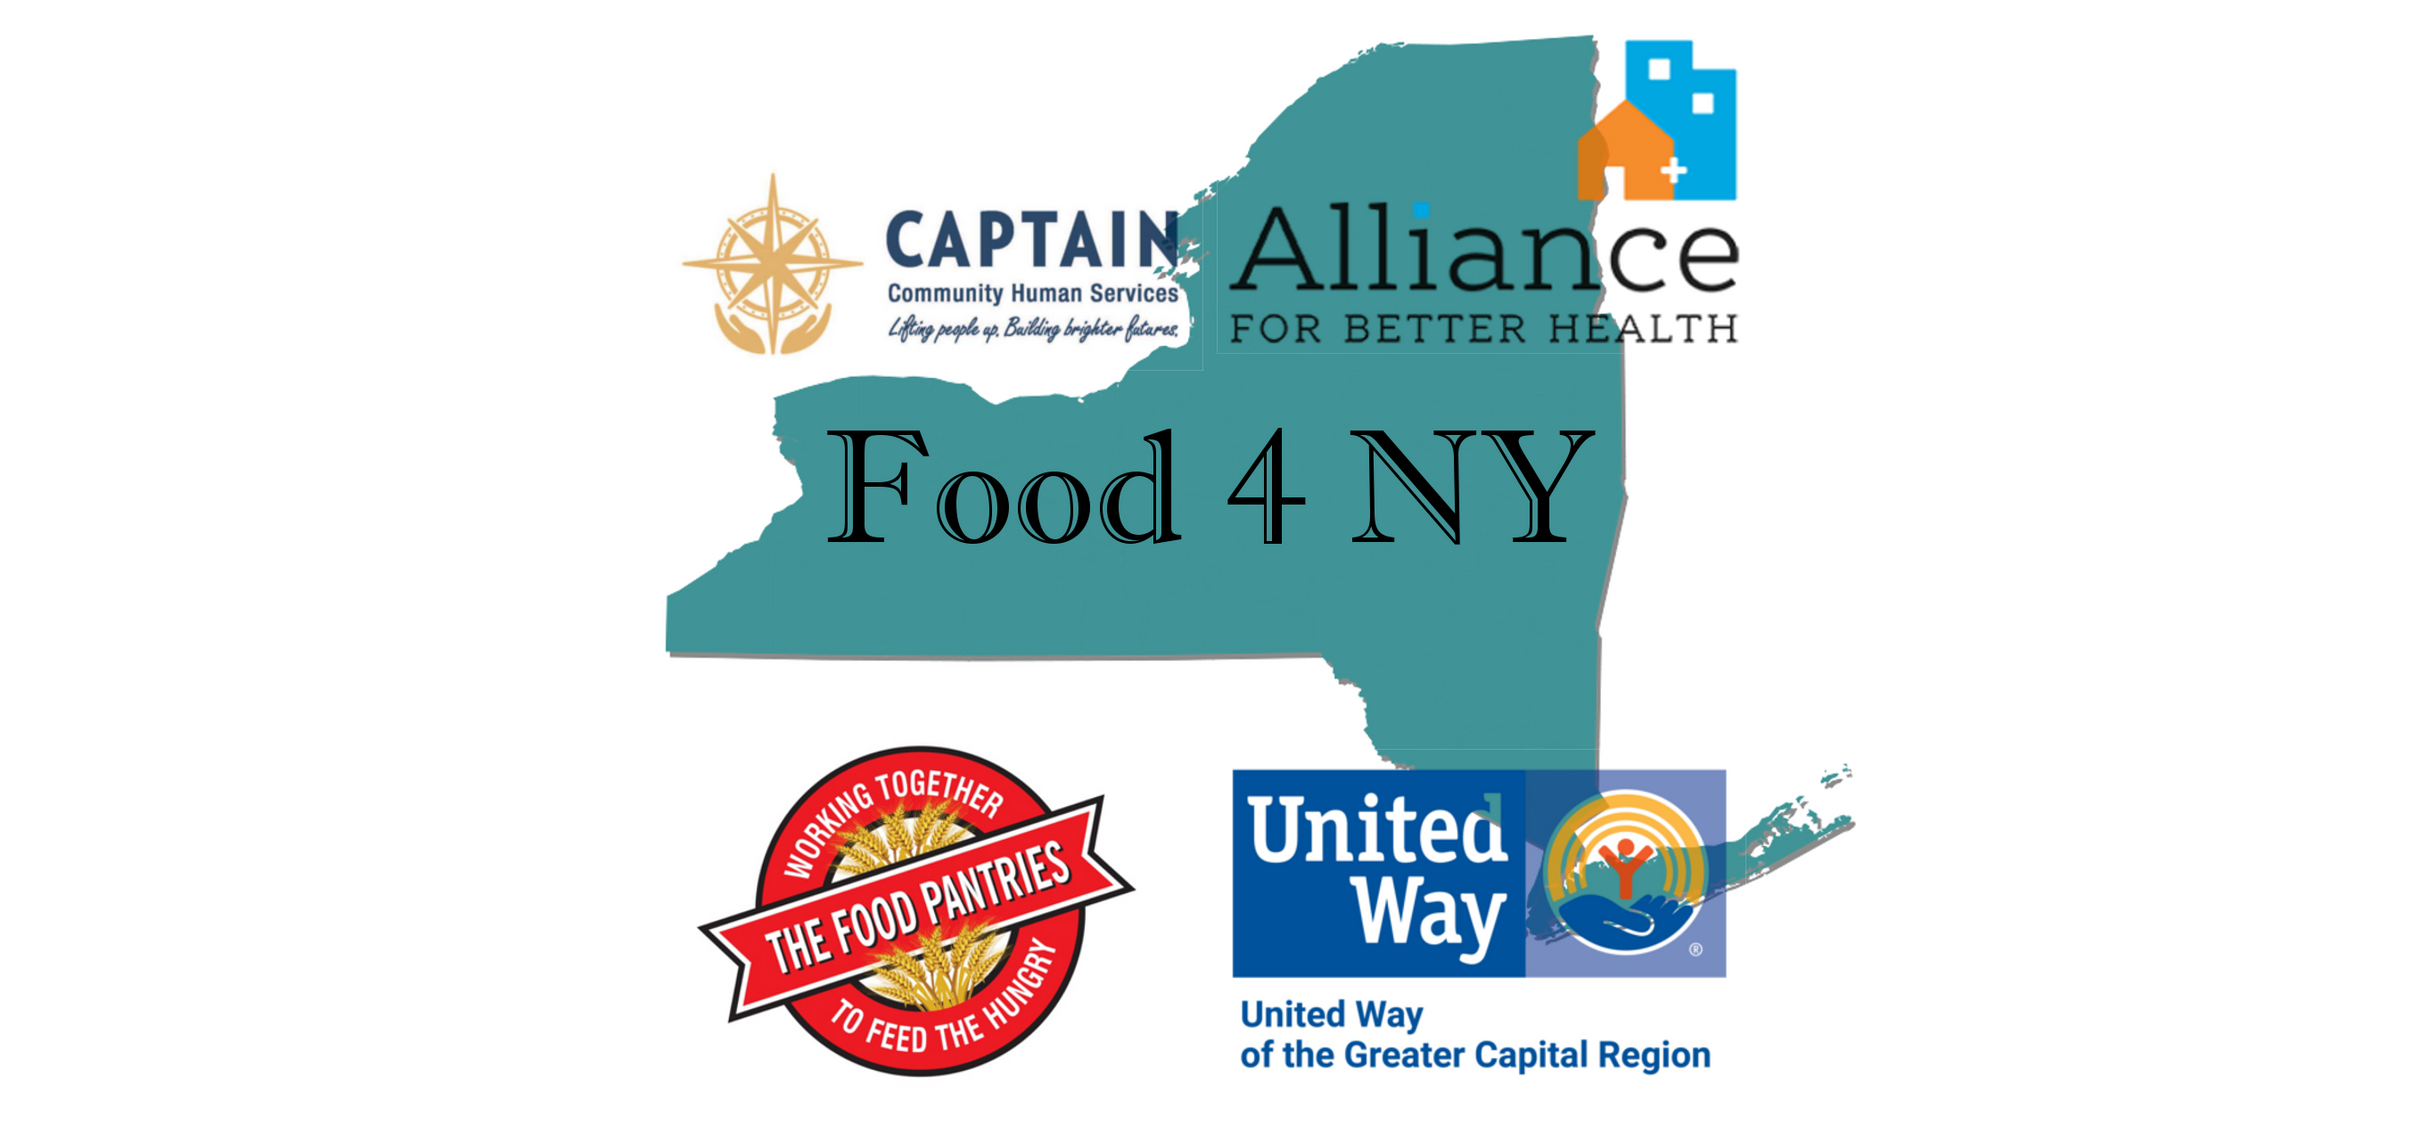 CAPTAIN
Community Human Services
Lifting people up. Building brighter futures.
Alliance
FOR BETTER HEALTH
Food 4 NY
WORKING TOGETHER
THE FOOD PANTRIES
TO FEED THE HUNGRY
United
Way
®
United Way
of the Greater Capital Region